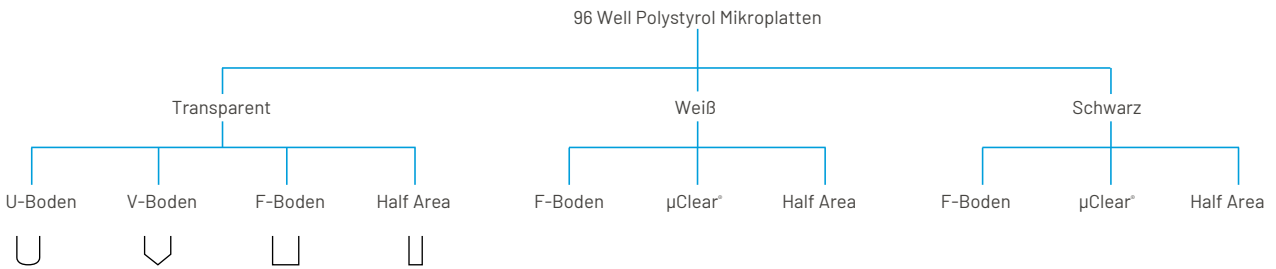 96 Well Polystyrol Mikroplatten
Transparent Weiß Schwarz
U-Boden V-Boden F-Boden Half Area F-Boden µClear® Half Area F-Boden µClear® Half Area